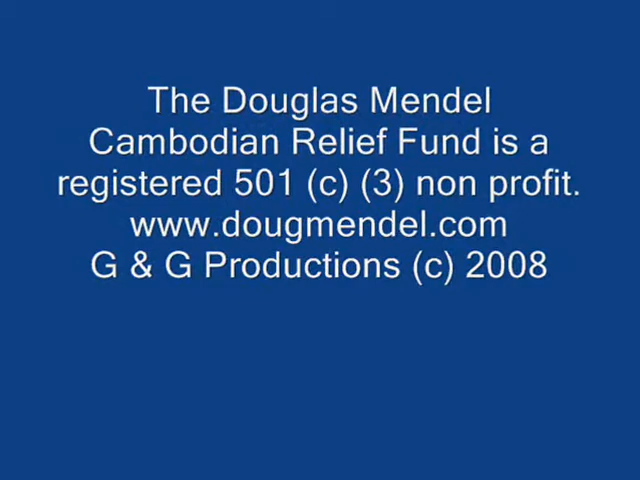 The Douglas Mendel
Cambodian Relief Fund is a
registered 501 (c) (3) non profit.
www.dougmendel.com
G & G Productions (c) 2008